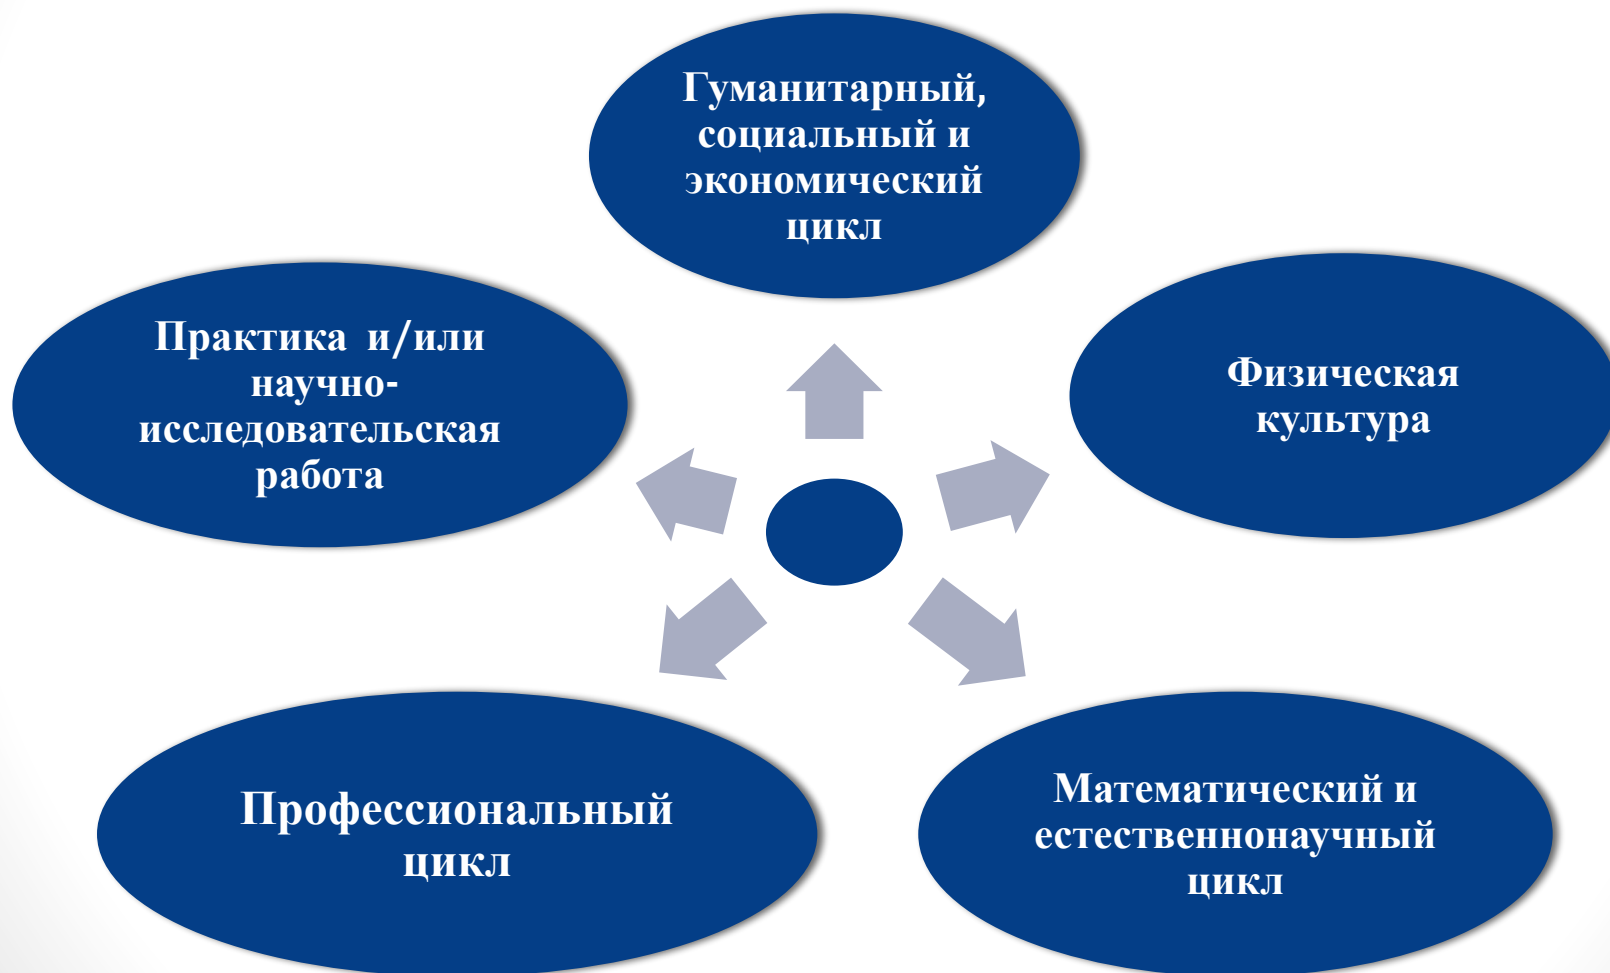 Гуманитарный,
социальный и
экономический
цикл
Практика и/или
научно-
исследовательская
работа
Физическая
культура
Профессиональный
цикл
Математический и
естественнонаучный
цикл